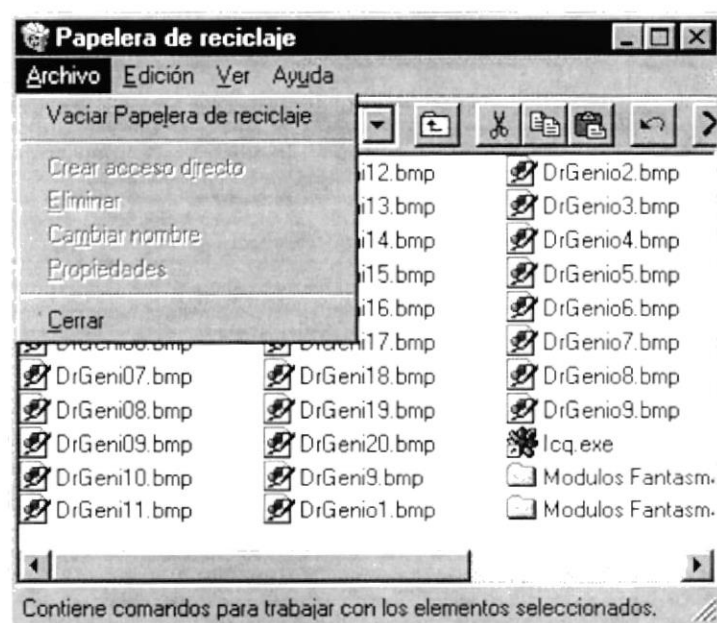 Papelera de reciclaje
Archivo Edición Ver Ayuda
Vaciar Papelera de reciclaje
Crear acceso directo
Eliminar
Cambiar nombre
Propiedades
Cerrar
DrGeni07.bmp
DrGeni08.bmp
DrGeni09.bmp
DrGeni10.bmp
DrGeni11.bmp
i12.bmp
i13.bmp
i14.bmp
i15.bmp
i16.bmp
i17.bmp
DrGeni18.bmp
DrGeni19.bmp
DrGeni20.bmp
DrGeni9.bmp
DrGenio1.bmp
DrGenio2.bmp
DrGenio3.bmp
DrGenio4.bmp
DrGenio5.bmp
DrGenio6.bmp
DrGenio7.bmp
DrGenio8.bmp
DrGenio9.bmp
Icq.exe
Modulos Fantasm
Modulos Fantasm
Contiene comandos para trabajar con los elementos seleccionados.